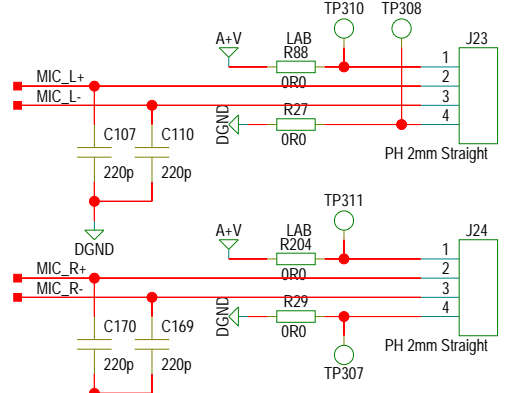 TP310 TP308
A+V LAB J23
R88
0R0
1
MIC_L+ 2
MIC_L- 3
R27 4
DGND
0R0
C107 C110
PH 2mm Straight
220p 220p
DGND
TP311
A+V LAB J24
R204
0R0
1
MIC_R+ 2
MIC_R- 3
R29 4
DGND
0R0
C170 C169
PH 2mm Straight
220p 220p
TP307